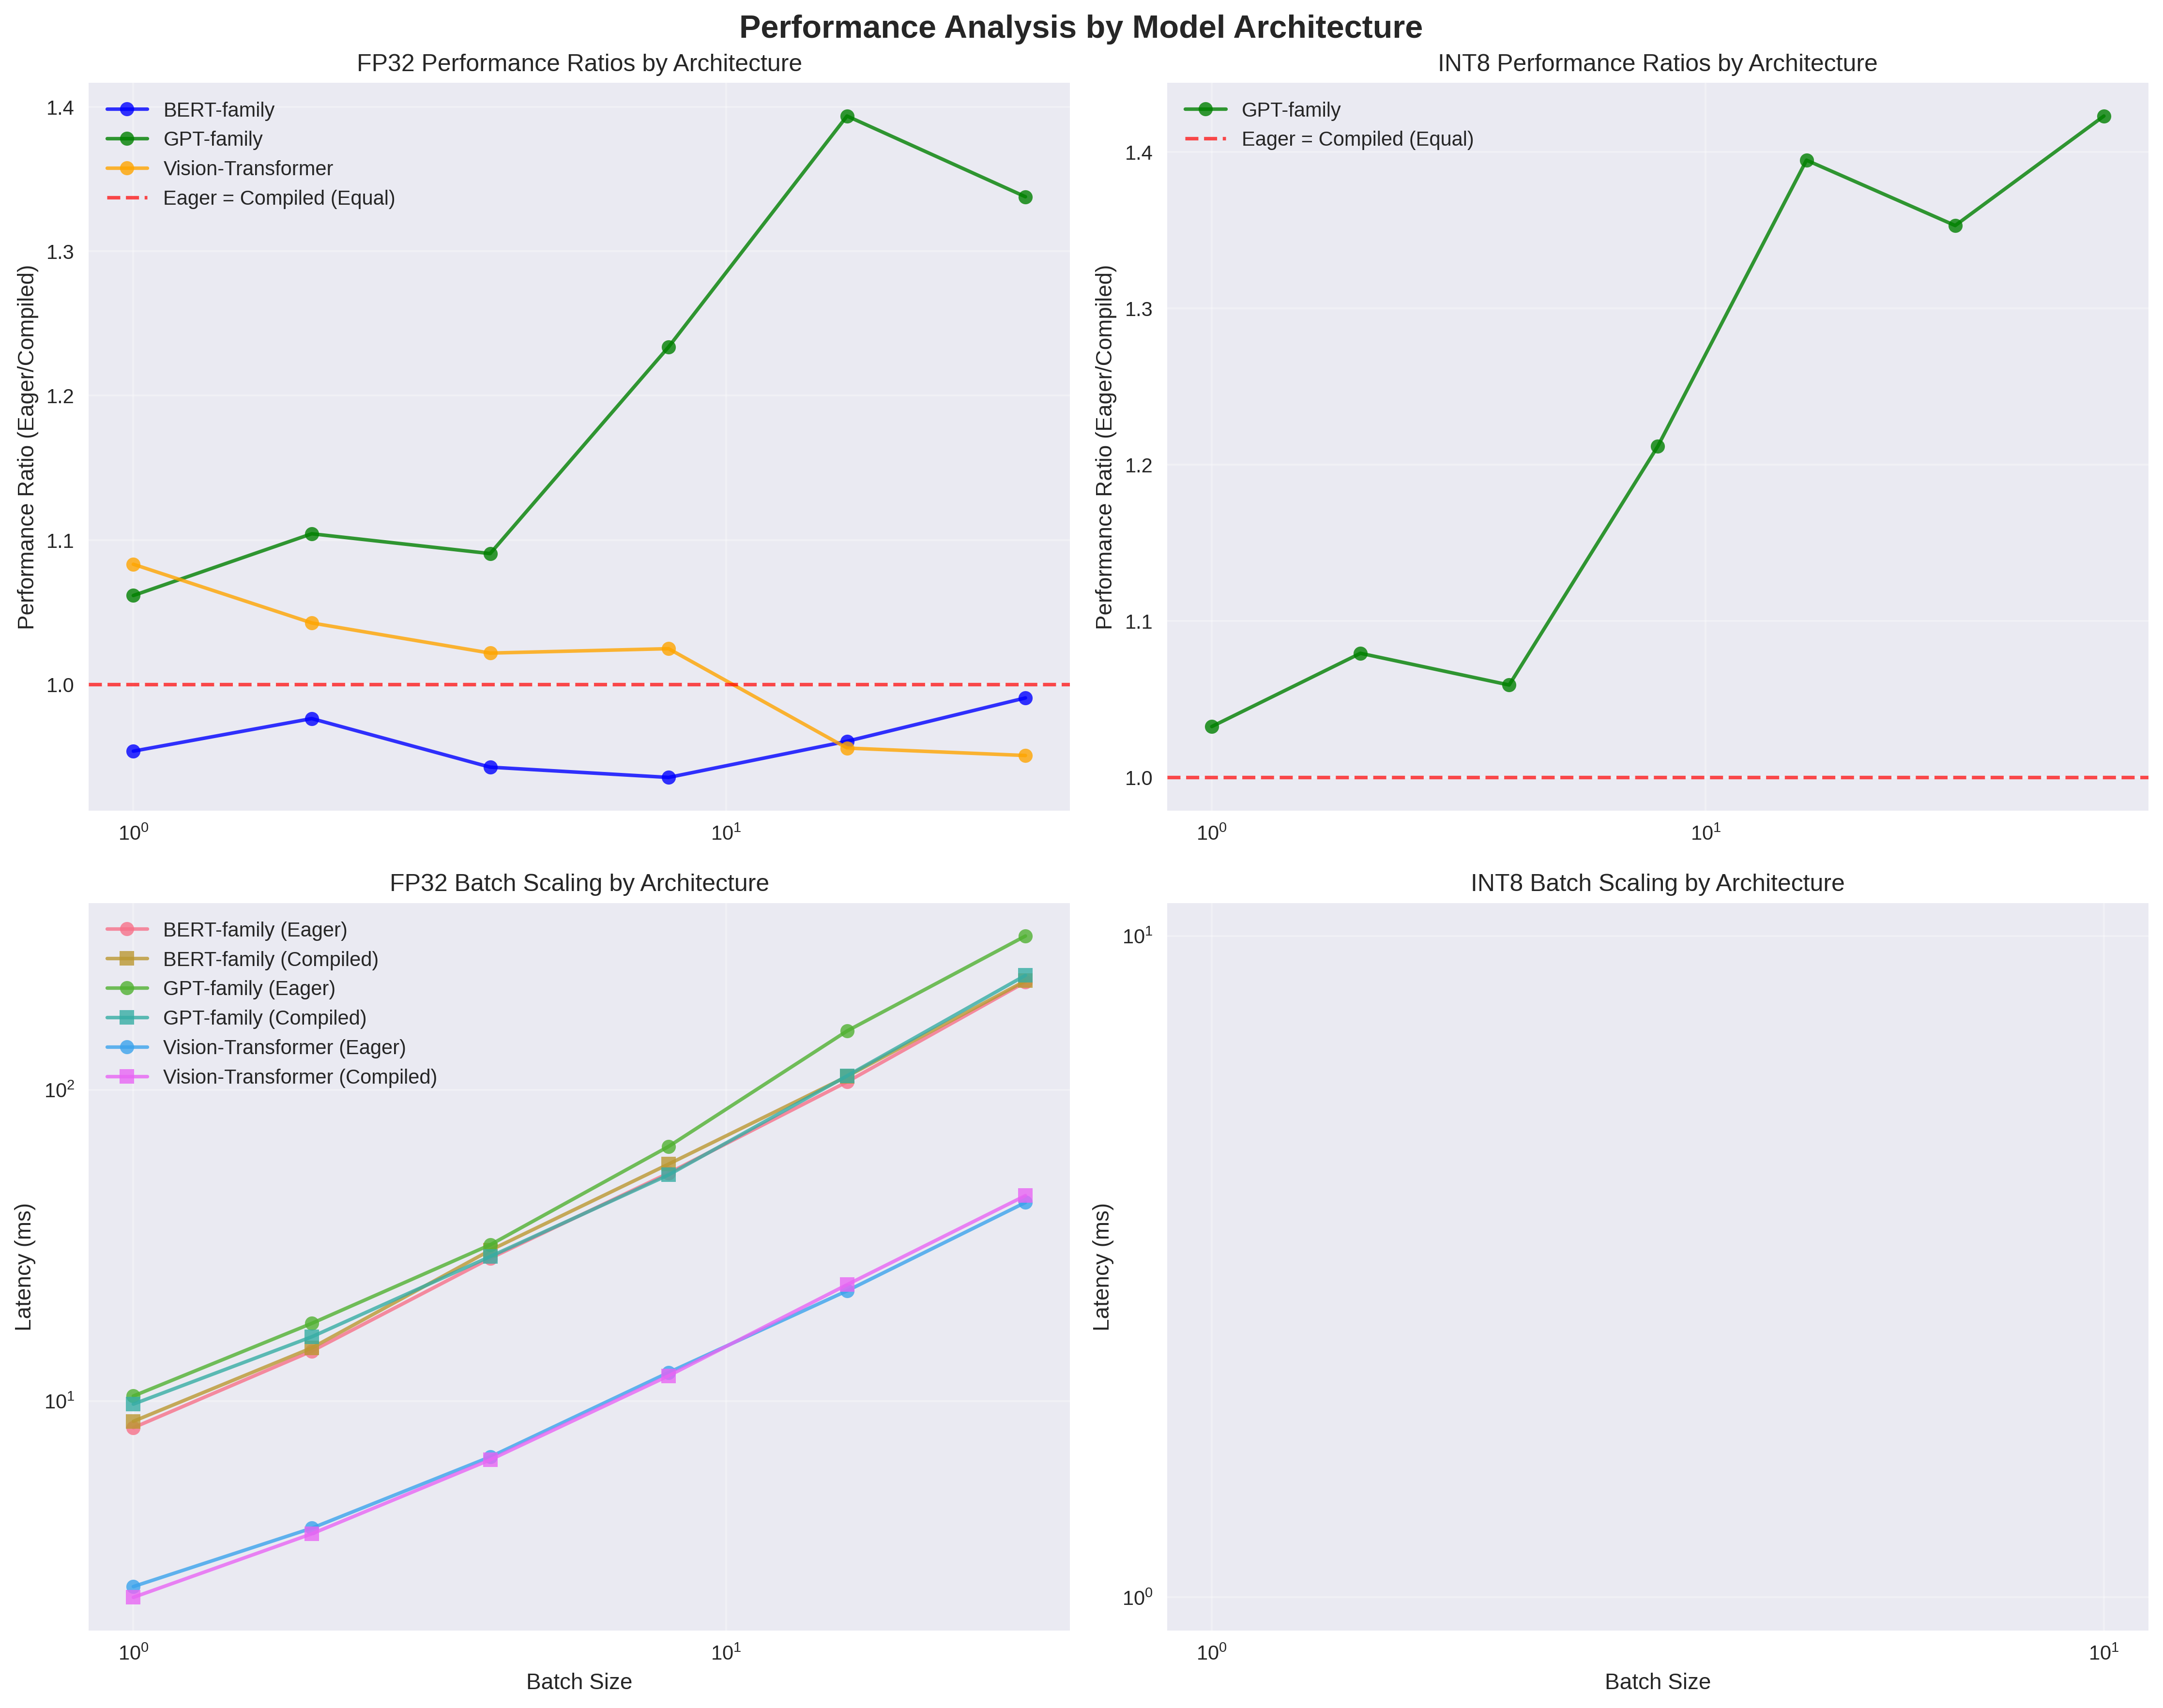 Performance Analysis by Model Architecture
FP32 Performance Ratios by Architecture
BERT-family
GPT-family
Vision-Transformer
Eager = Compiled (Equal)
Performance Ratio (Eager/Compiled)
1.4
1.3
1.2
1.1
1.0
10⁰
10¹
INT8 Performance Ratios by Architecture
GPT-family
Eager = Compiled (Equal)
Performance Ratio (Eager/Compiled)
1.4
1.3
1.2
1.1
1.0
10⁰
10¹
FP32 Batch Scaling by Architecture
BERT-family (Eager)
BERT-family (Compiled)
GPT-family (Eager)
GPT-family (Compiled)
Vision-Transformer (Eager)
Vision-Transformer (Compiled)
Latency (ms)
10²
10¹
10⁰
10¹
Batch Size
INT8 Batch Scaling by Architecture
Latency (ms)
10¹
10⁰
10⁰
10¹
Batch Size